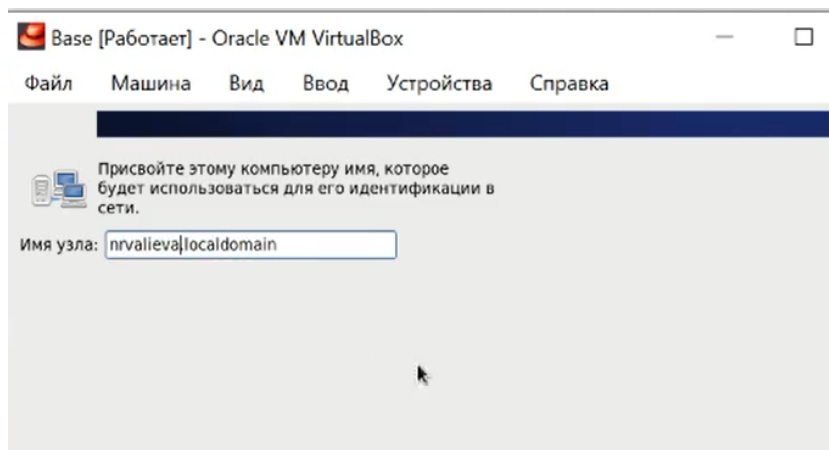 Base [Работает] - Oracle VM VirtualBox
Файл Машина Вид Ввод Устройства Справка
Присвойте этому компьютеру имя, которое
будет использоваться для его идентификации в
сети.
Имя узла: nrvalieva.localdomain